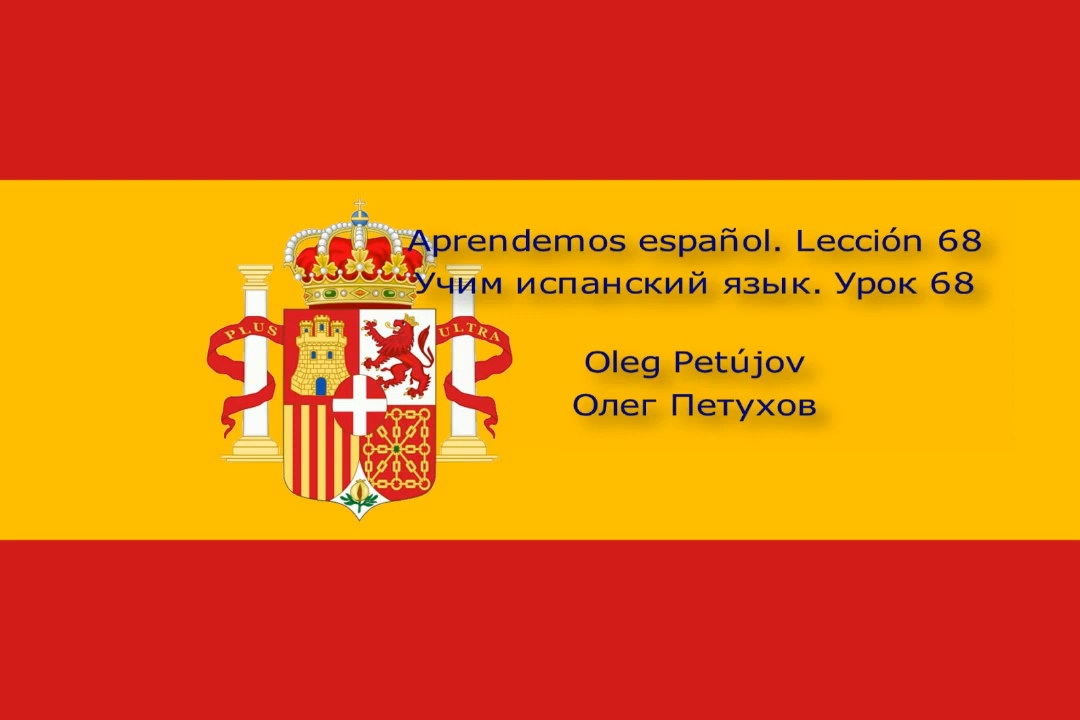 Aprendemos español. Lección 68
Учим испанский язык. Урок 68
PLUS ULTRA
Oleg Petújov
Олег Петухов